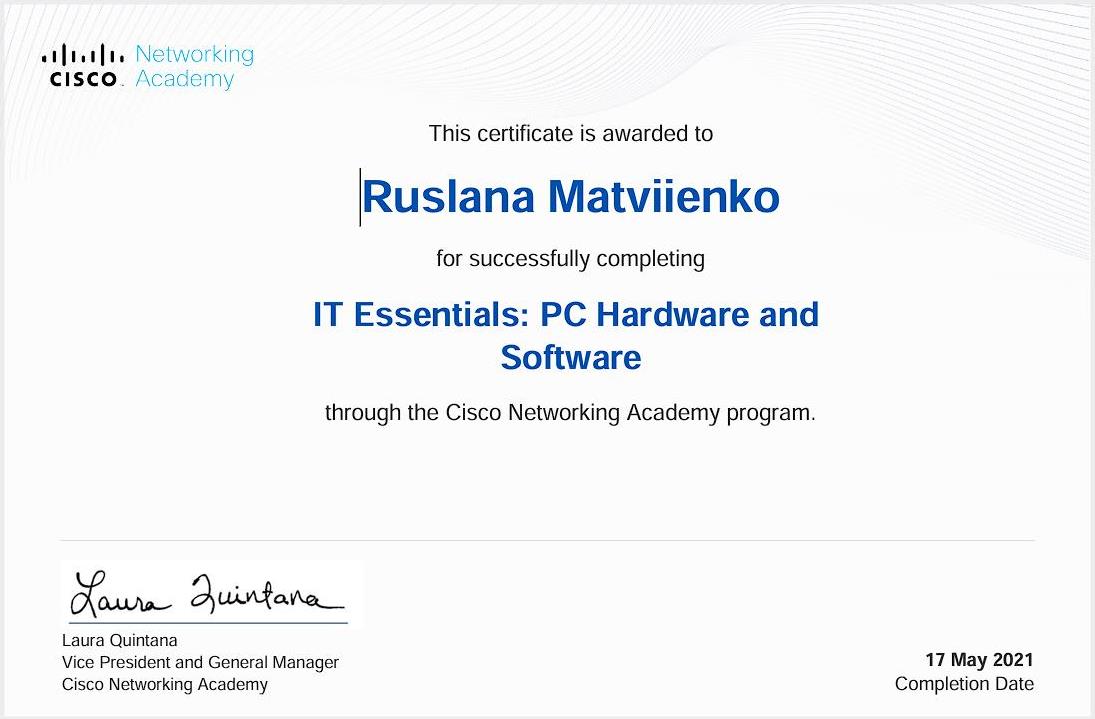 Networking
CISCO Academy
This certificate is awarded to
Ruslana Matviienko
for successfully completing
IT Essentials: PC Hardware and
Software
through the Cisco Networking Academy program.
Laura Quintana
Laura Quintana
Vice President and General Manager
Cisco Networking Academy
17 May 2021
Completion Date